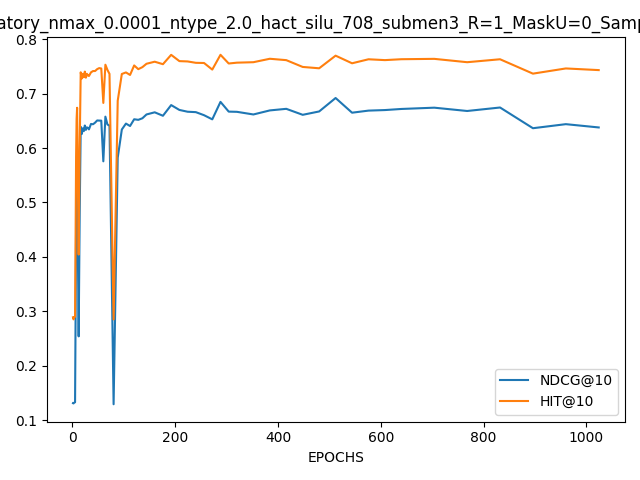 atory_nmax_0.0001_ntype_2.0_hact_silu_708_submen3_R=1_MaskU=0_Samp
0.8
0.7
0.6
0.5
0.4
0.3
0.2
0.1
NDCG@10
HIT@10
0 200 400 600 800 1000
EPOCHS